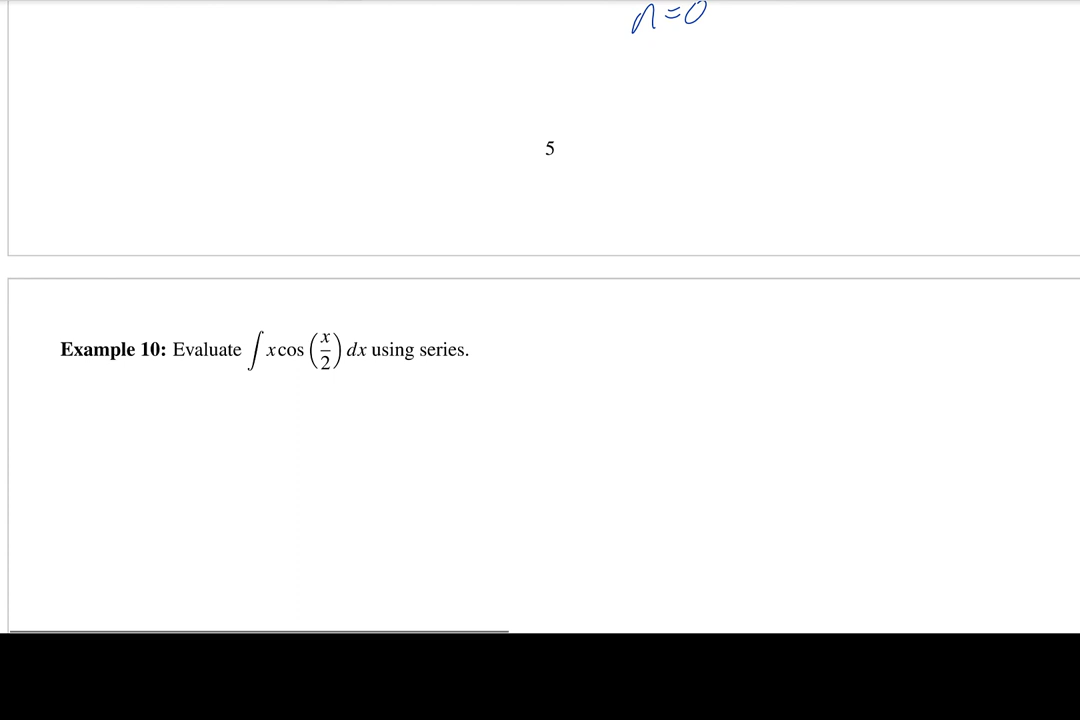 n=0
5
Example 10: Evaluate ∫ x cos (x/2) dx using series.